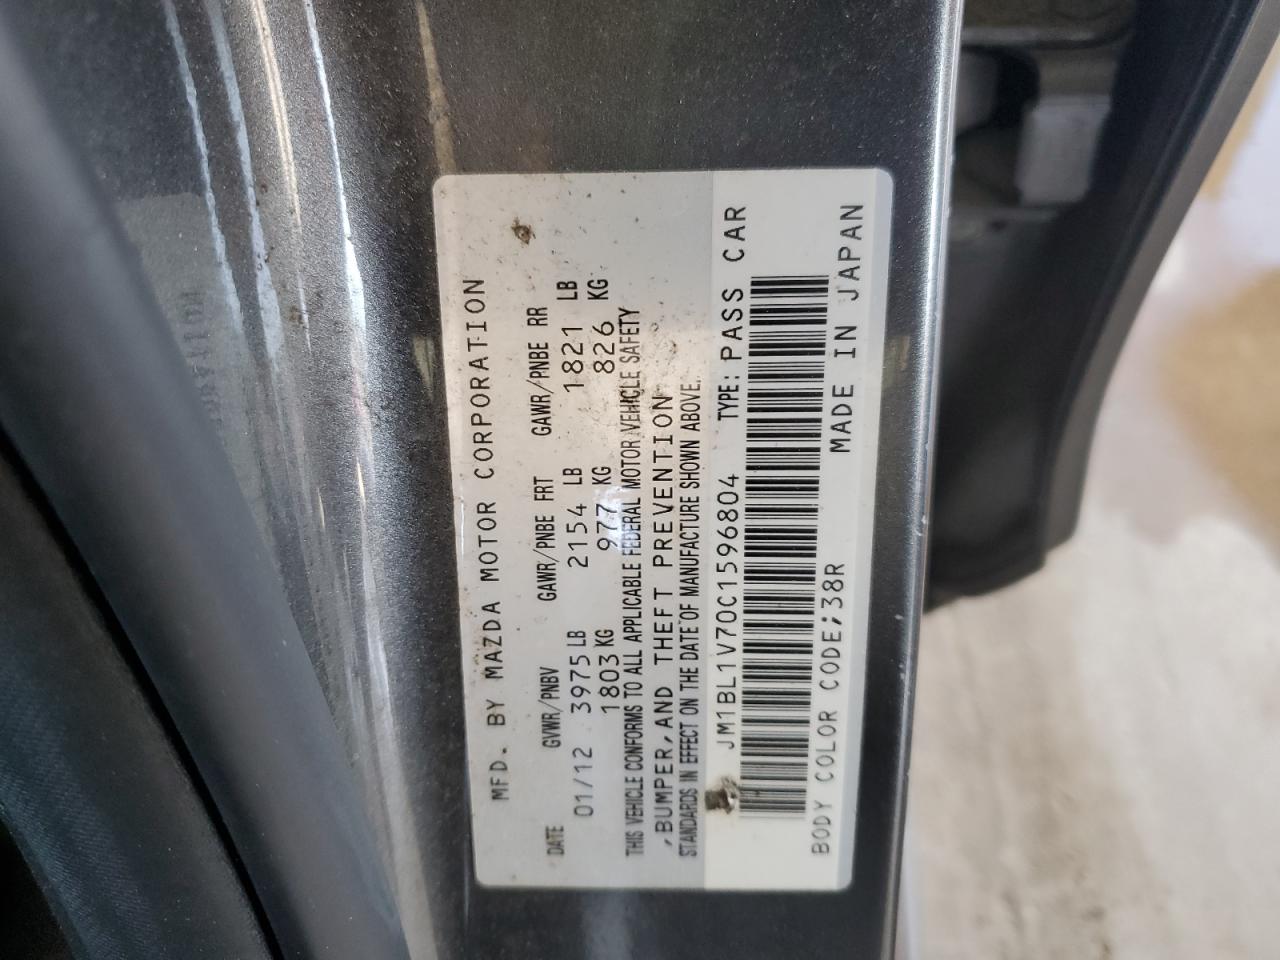 MFD. BY MAZDA MOTOR CORPORATION
DATE GVWR/PNBV GAWR/PNBE FRT GAWR/PNBE RR
01/12 3975 LB 2154 LB 1821 LB
1803 KG 977 KG 826 KG
THIS VEHICLE CONFORMS TO ALL APPLICABLE FEDERAL MOTOR VEHICLE SAFETY
,BUMPER,AND THEFT PREVENTION
STANDARDS IN EFFECT ON THE DATE OF MANUFACTURE SHOWN ABOVE.
JM1BL1V70C1596804 TYPE: PASS CAR
BODY COLOR CODE;38R MADE IN JAPAN